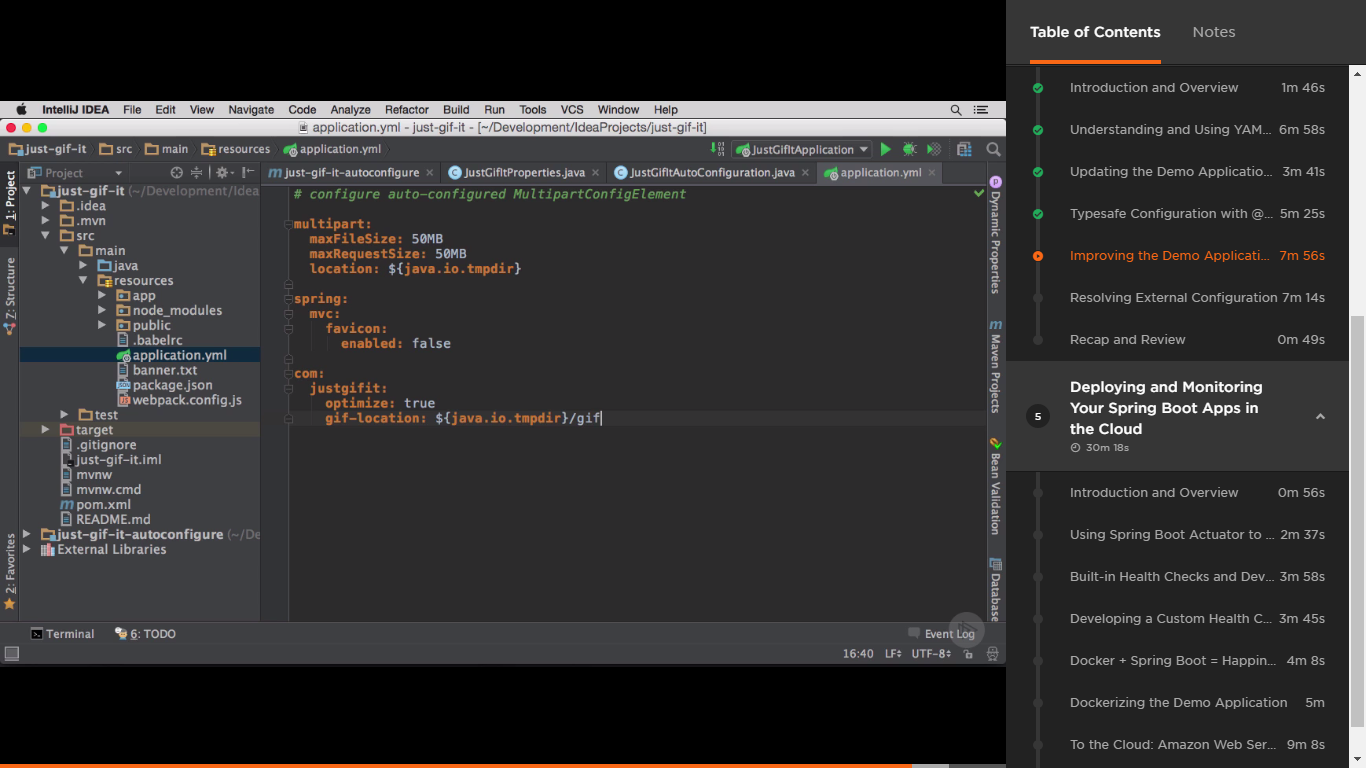 IntelliJ IDEA File Edit View Navigate Code Analyze Refactor Build Run Tools VCS Window Help
application.yml - just-gif-it - [~/Development/IdeaProjects/just-gif-it]
just-gif-it src main resources application.yml JustGifItApplication
Project just-gif-it-autoconfigure JustGifItProperties.java JustGifItAutoConfiguration.java application.yml
1: Project
7: Structure
2: Favorites
just-gif-it (~/Development/Idea
.idea
.mvn
src
main
java
resources
app
node_modules
public
.babelrc
application.yml
banner.txt
package.json
webpack.config.js
test
target
.gitignore
just-gif-it.iml
mvnw
mvnw.cmd
pom.xml
README.md
just-gif-it-autoconfigure (~/De
External Libraries
# configure auto-configured MultipartConfigElement
multipart:
maxFileSize: 50MB
maxRequestSize: 50MB
location: ${java.io.tmpdir}
spring:
mvc:
favicon:
enabled: false
com:
justgifit:
optimize: true
gif-location: ${java.io.tmpdir}/gif
Dynamic Properties
Maven Projects
Bean Validation
Database
Terminal 6: TODO Event Log
16:40 LF UTF-8
Table of Contents Notes
Introduction and Overview 1m 46s
Understanding and Using YAM... 6m 58s
Updating the Demo Applicatio... 3m 41s
Typesafe Configuration with @... 5m 25s
Improving the Demo Applicati... 7m 56s
Resolving External Configuration 7m 14s
Recap and Review 0m 49s
5
Deploying and Monitoring
Your Spring Boot Apps in
the Cloud
30m 18s
Introduction and Overview 0m 56s
Using Spring Boot Actuator to ... 2m 37s
Built-in Health Checks and Dev... 3m 58s
Developing a Custom Health C... 3m 45s
Docker + Spring Boot = Happin... 4m 8s
Dockerizing the Demo Application 5m
To the Cloud: Amazon Web Ser... 9m 8s